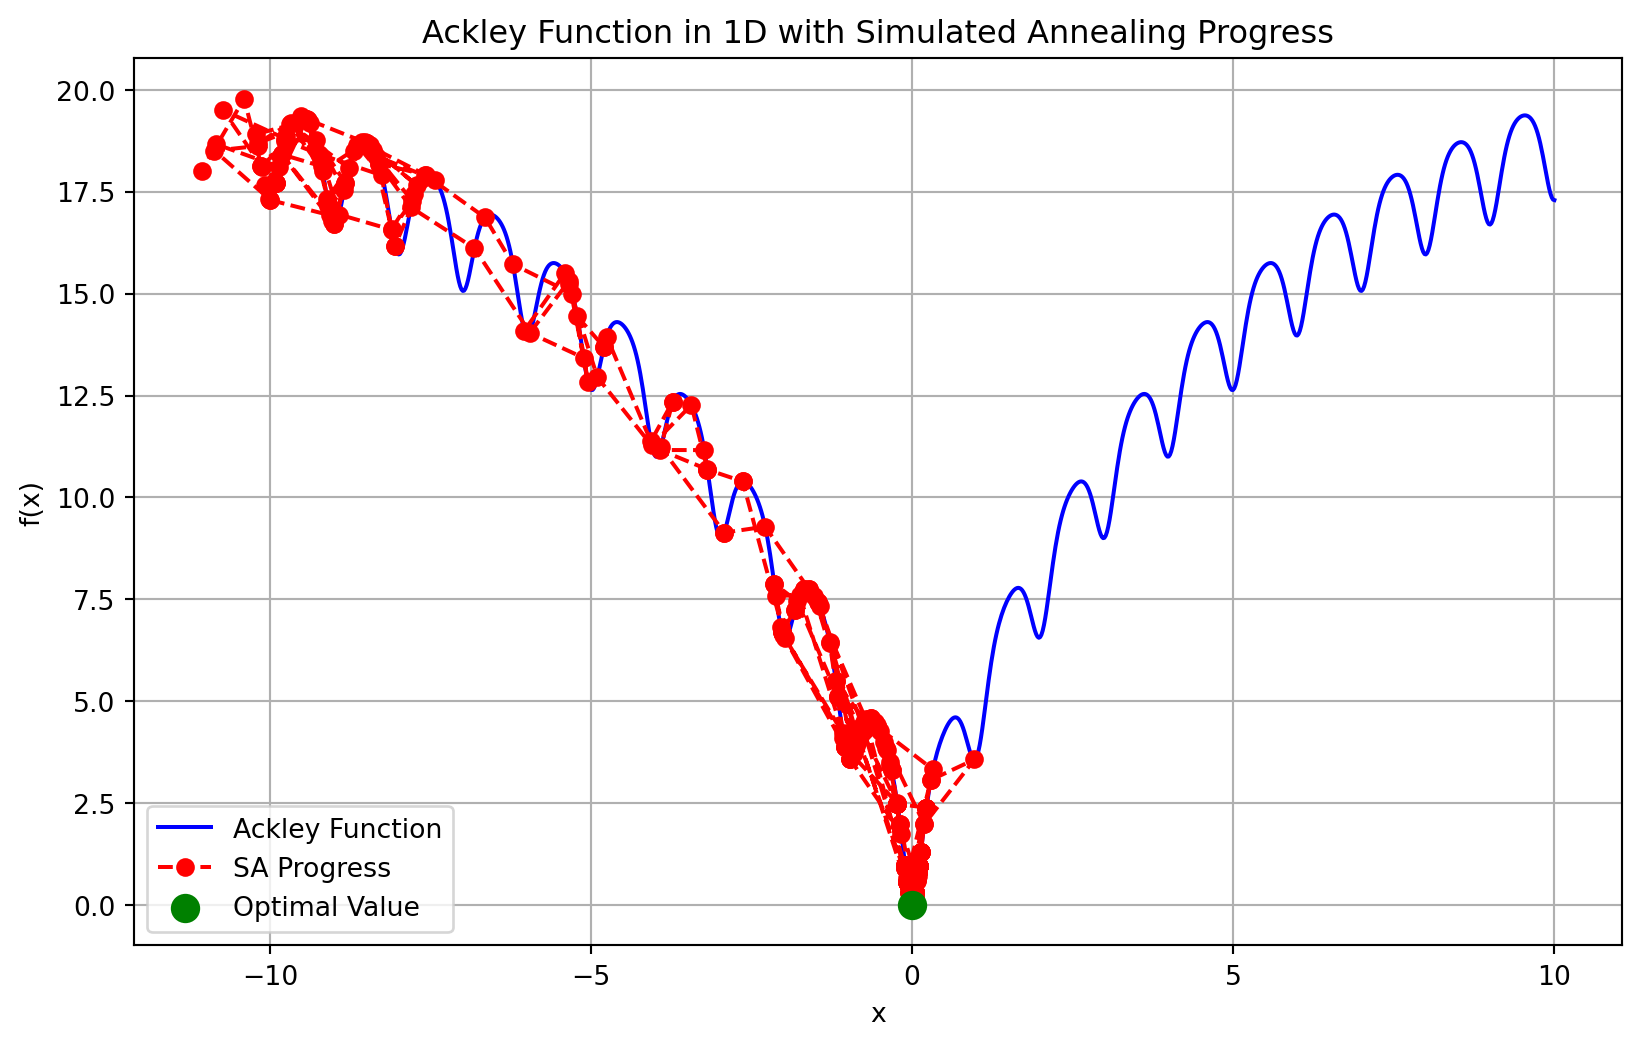 Ackley Function in 1D with Simulated Annealing Progress
20.0
17.5
15.0
12.5
10.0
7.5
5.0
2.5
0.0
f(x)
Ackley Function
SA Progress
Optimal Value
−10
−5
0
5
10
x